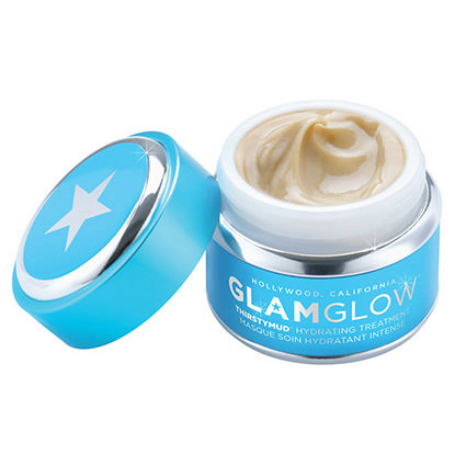 HOLLYWOOD, CALIFORNIA
GLAMGLOW
THIRSTYMUD® HYDRATING TREATMENT
MASQUE SOIN HYDRATANT INTENSE